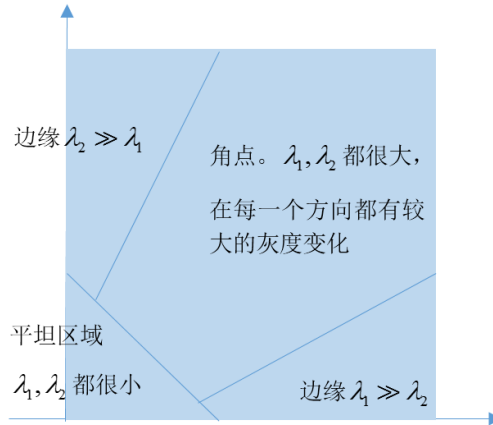 边缘 λ₂ ≫ λ₁
角点。λ₁, λ₂ 都很大，
在每一个方向都有较
大的灰度变化
平坦区域
λ₁, λ₂ 都很小
边缘 λ₁ ≫ λ₂